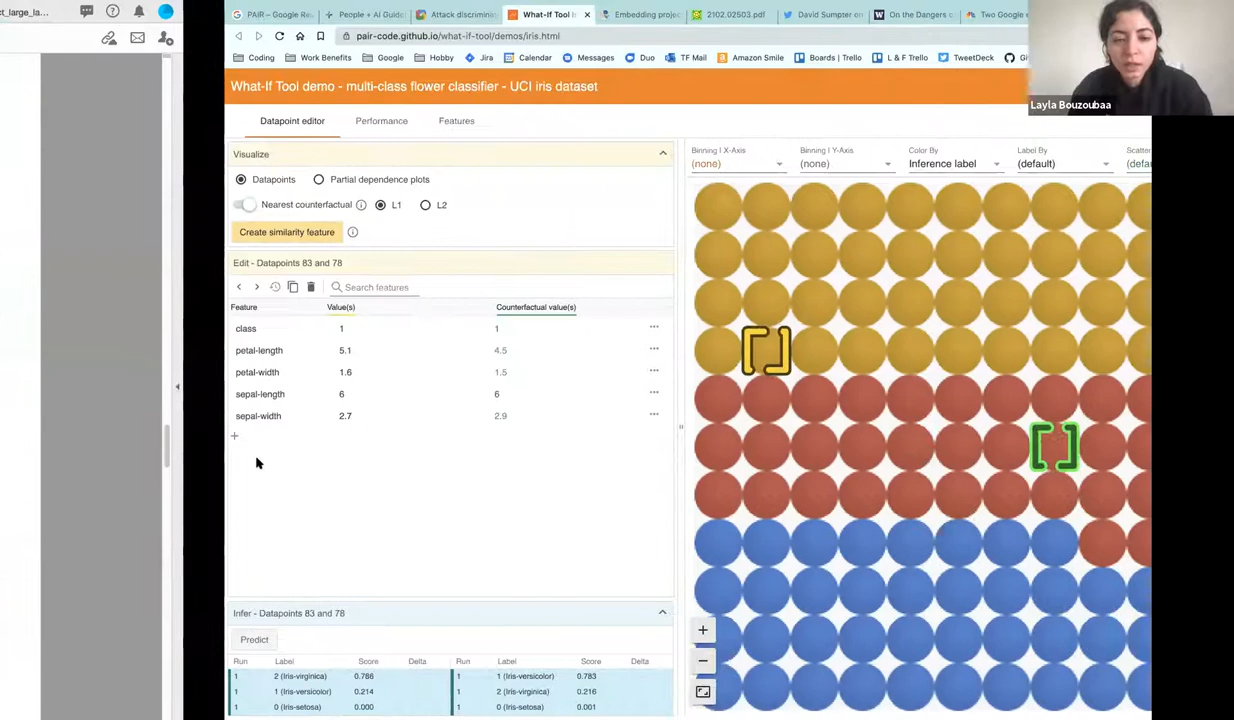 ct_large_la...
PAIR – Google Re
People + AI Guide
Attack discriminat
What-If Tool
Embedding projec
2102.02503.pdf
David Sumpter on
On the Dangers o
Two Google e
pair-code.github.io/what-if-tool/demos/iris.html
Coding
Work Benefits
Google
Hobby
Jira
Calendar
Messages
Duo
TF Mail
Amazon Smile
Boards | Trello
L & F Trello
TweetDeck
Layla Bouzoubaa
What-If Tool demo - multi-class flower classifier - UCI iris dataset
Datapoint editor
Performance
Features
Visualize
Datapoints
Partial dependence plots
Nearest counterfactual
L1
L2
Create similarity feature
Edit - Datapoints 83 and 78
Search features
Feature Value(s) Counterfactual value(s)
class 1 1
petal-length 5.1 4.5
petal-width 1.6 1.5
sepal-length 6 6
sepal-width 2.7 2.9
Infer - Datapoints 83 and 78
Predict
Run Label Score Delta Run Label Score Delta
1 2 (Iris-virginica) 0.786 1 1 (Iris-versicolor) 0.783
1 1 (Iris-versicolor) 0.214 1 2 (Iris-virginica) 0.216
1 0 (Iris-setosa) 0.000 1 0 (Iris-setosa) 0.001
Binning | X-Axis
(none)
Binning | Y-Axis
(none)
Color By
Inference label
Label By
(default)
Scatte
(defau